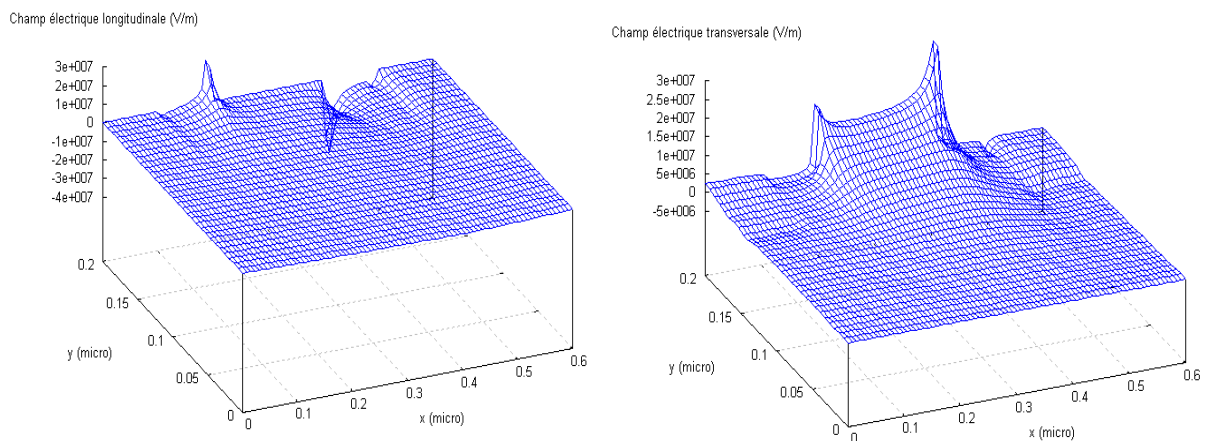 Champ électrique longitudinale (V/m)
3e+007
2e+007
1e+007
0
-1e+007
-2e+007
-3e+007
-4e+007
0.2
0.15
0.1
0.05
0
y (micro)
0
0.1
0.2
0.3
0.4
0.5
0.6
x (micro)
Champ électrique transversale (V/m)
3e+007
2.5e+007
2e+007
1.5e+007
1e+007
5e+006
0
-5e+006
0.2
0.15
0.1
0.05
0
y (micro)
0
0.1
0.2
0.3
0.4
0.5
0.6
x (micro)